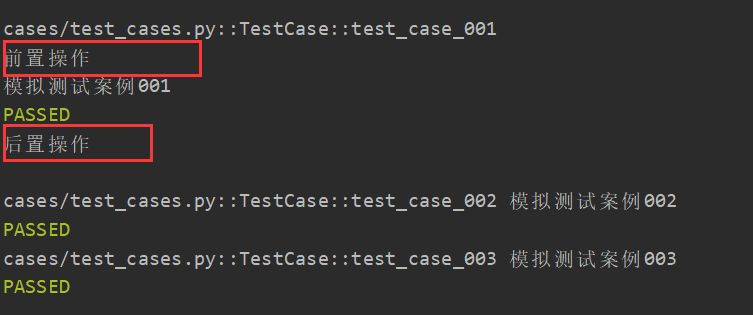 cases/test_cases.py::TestCase::test_case_001
前置操作
模拟测试案例001
PASSED
后置操作
cases/test_cases.py::TestCase::test_case_002 模拟测试案例002
PASSED
cases/test_cases.py::TestCase::test_case_003 模拟测试案例003
PASSED